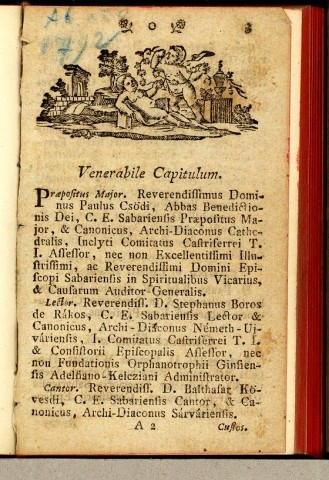 Venerabile Capitulum.
Præpositus Major. Reverendissimus Domi-
nus Paulus Csödi, Abbas Benedictio-
nis Dei, C. E. Sabariensis Præpositus Ma-
jor, & Canonicus, Archi-Diaconus Cathe-
dralis, Inclyti Comitatus Castriferrei T.
I. Assessor, nec non Excellentissimi Illu-
strissimi, ac Reverendissimi Domini Epi-
scopi Sabariensis in Spiritualibus Vicarius,
& Causarum Auditor Generalis.
Lector. Reverendiss. D. Stephanus Boros
de Rákos, C. E. Sabariensis Lector &
Canonicus, Archi-Diaconus Németh-Uj-
váriensis, I. Comitatus Castriferrei T. I.
& Consistorii Episcopalis Assessor, nec
non Fundationis Orphanotrophii Ginsien-
sis Adelfiano-Kelcziani Administrator.
Cantor. Reverendiss. D. Balthasar Kö-
vesdi, C. E. Sabariensis Cantor, & Ca-
nonicus, Archi-Diaconus Sárváriensis.
A 2 Custos.